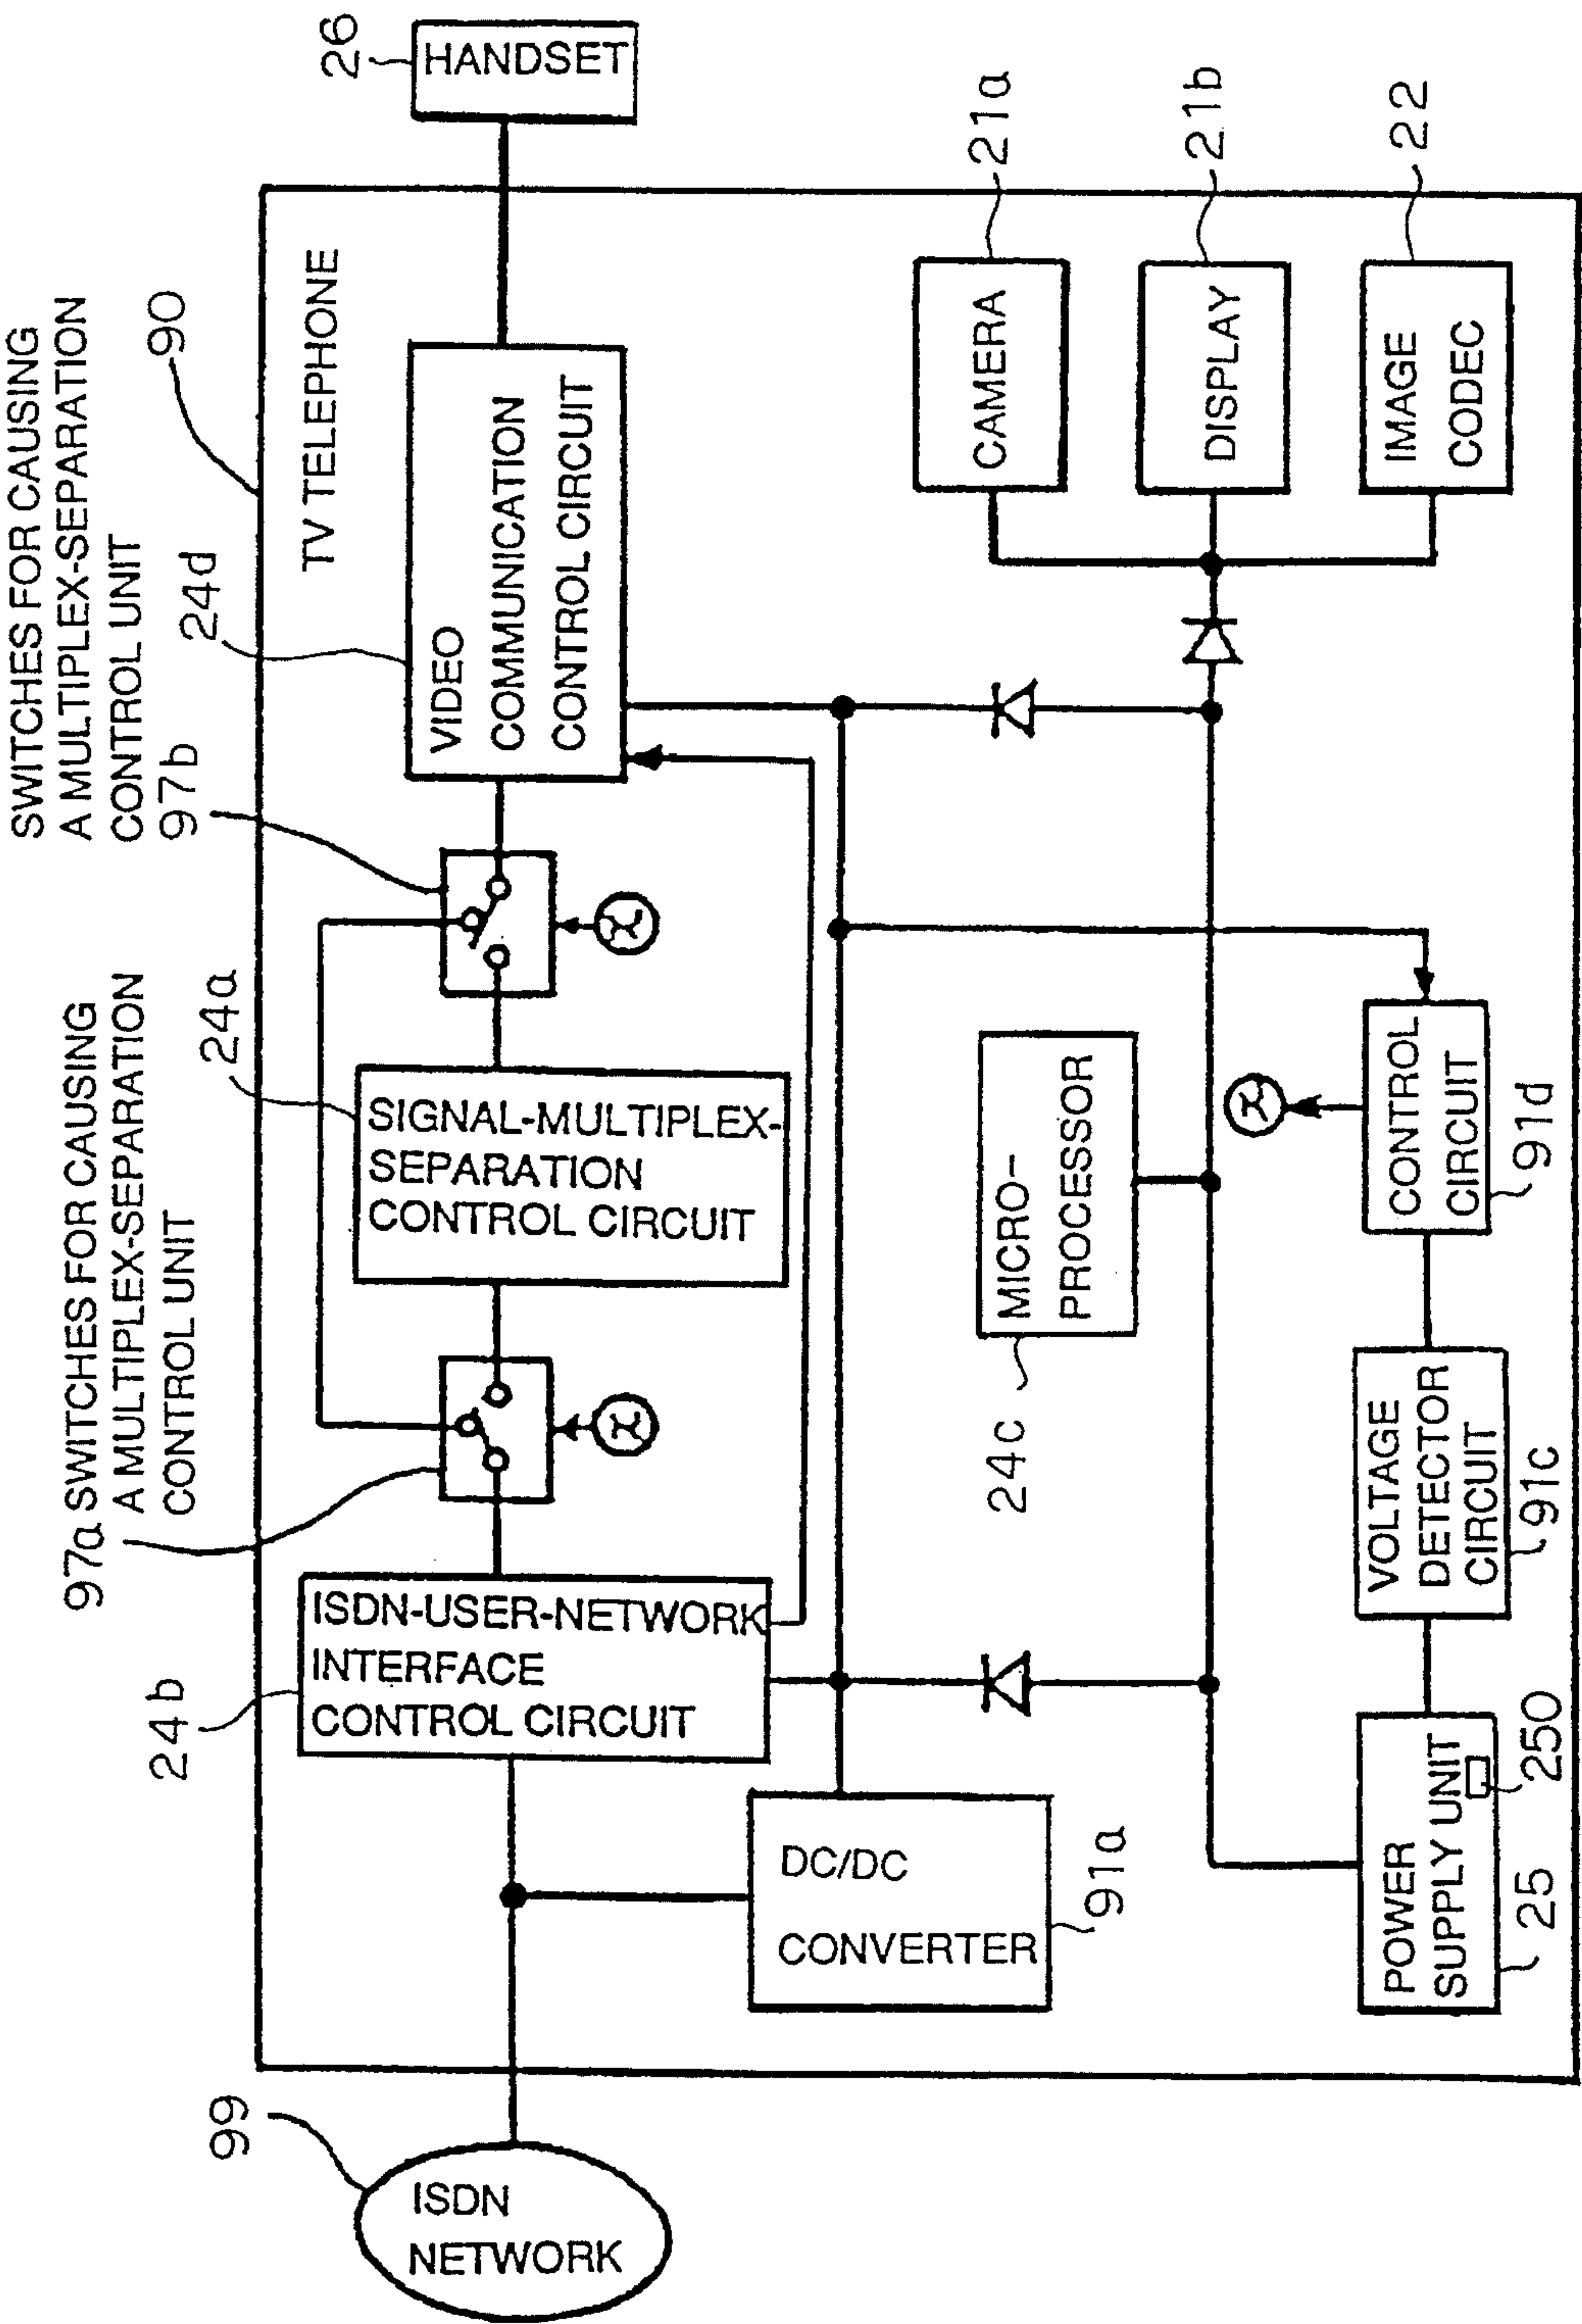 SWITCHES FOR CAUSING
A MULTIPLEX-SEPARATION
CONTROL UNIT
97b
97a SWITCHES FOR CAUSING
A MULTIPLEX-SEPARATION
CONTROL UNIT
24b
24a
24d
90
26
HANDSET
TV TELEPHONE
99
ISDN
NETWORK
ISDN-USER-NETWORK
INTERFACE
CONTROL CIRCUIT
SIGNAL-MULTIPLEX-
SEPARATION
CONTROL CIRCUIT
VIDEO
COMMUNICATION
CONTROL CIRCUIT
x
x
DC/DC
CONVERTER
91a
24c
MICRO-
PROCESSOR
CAMERA
21a
DISPLAY
21b
IMAGE
CODEC
22
x
POWER
SUPPLY UNIT
25
250
VOLTAGE
DETECTOR
CIRCUIT
91c
CONTROL
CIRCUIT
91d